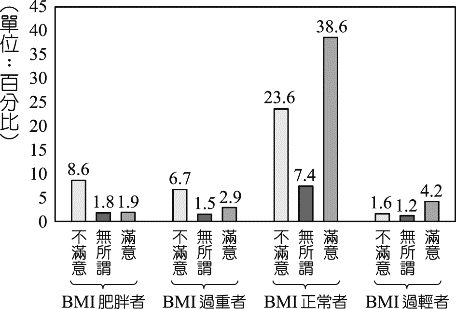 （單位：百分比）
45
40
35
30
25
20
15
10
5
0
8.6
1.8
1.9
6.7
1.5
2.9
23.6
7.4
38.6
1.6
1.2
4.2
不滿意
無所謂
滿意
不滿意
無所謂
滿意
不滿意
無所謂
滿意
不滿意
無所謂
滿意
BMI 肥胖者
BMI 過重者
BMI 正常者
BMI 過輕者